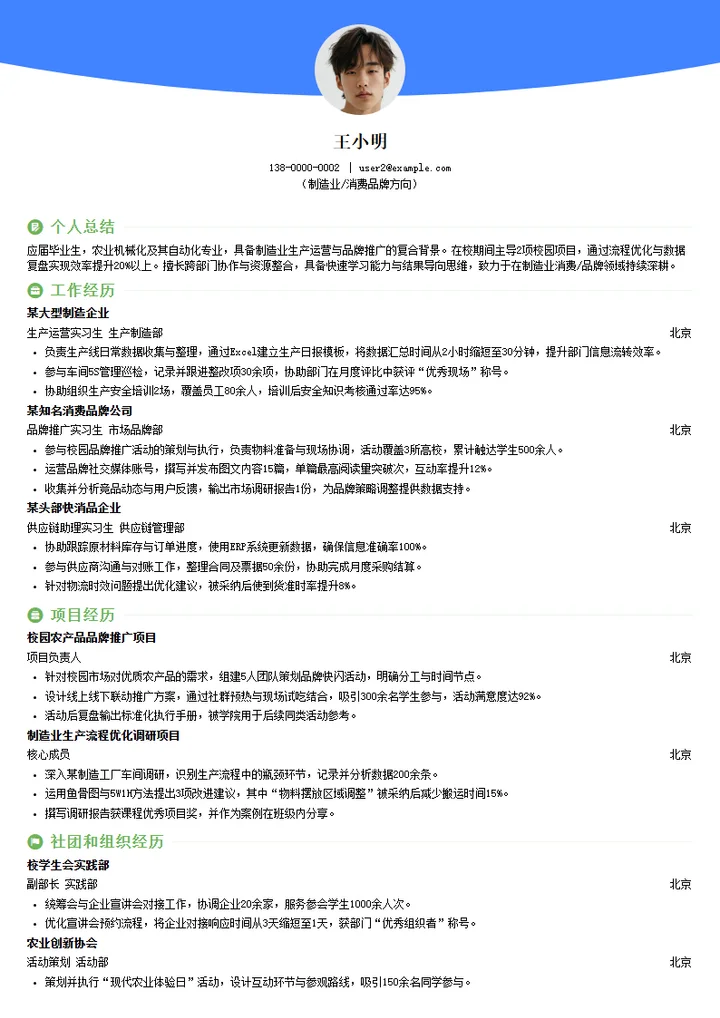 王小明
138-0000-0002 | user2@example.com
（制造业/消费品牌方向）
个人总结
应届毕业生，农业机械化及其自动化专业，具备制造业生产运营与品牌推广的复合背景。在校期间主导2项校园项目，通过流程优化与数据
复盘实现效率提升20%以上。擅长跨部门协作与资源整合，具备快速学习能力与结果导向思维，致力于在制造业消费/品牌领域持续深耕。
工作经历
某大型制造企业
生产运营实习生 生产制造部 北京
• 负责生产线日常数据收集与整理，通过Excel建立生产日报模板，将数据汇总时间从2小时缩短至30分钟，提升部门信息流转效率。
• 参与车间5S管理巡检，记录并跟进整改项30余项，协助部门在月度评比中获评“优秀现场”称号。
• 协助组织生产安全培训2场，覆盖员工80余人，培训后安全知识考核通过率达95%。
某知名消费品牌公司
品牌推广实习生 市场品牌部 北京
• 参与校园品牌推广活动的策划与执行，负责物料准备与现场协调，活动覆盖3所高校，累计触达学生500余人。
• 运营品牌社交媒体账号，撰写并发布图文内容15篇，单篇最高阅读量突破次，互动率提升12%。
• 收集并分析竞品动态与用户反馈，输出市场调研报告1份，为品牌策略调整提供数据支持。
某头部快消品企业
供应链助理实习生 供应链管理部 北京
• 协助跟踪原材料库存与订单进度，使用ERP系统更新数据，确保信息准确率100%。
• 参与供应商沟通与对账工作，整理合同及票据50余份，协助完成月度采购结算。
• 针对物流时效问题提出优化建议，被采纳后使到货准时率提升8%。
项目经历
校园农产品品牌推广项目
项目负责人 北京
• 针对校园市场对优质农产品的需求，组建5人团队策划品牌快闪活动，明确分工与时间节点。
• 设计线上线下联动推广方案，通过社群预热与现场试吃结合，吸引300余名学生参与，活动满意度达92%。
• 活动后复盘输出标准化执行手册，被学院用于后续同类活动参考。
制造业生产流程优化调研项目
核心成员 北京
• 深入某制造工厂车间调研，识别生产流程中的瓶颈环节，记录并分析数据200余条。
• 运用鱼骨图与5W1H方法提出3项改进建议，其中“物料摆放区域调整”被采纳后减少搬运时间15%。
• 撰写调研报告获课程优秀项目奖，并作为案例在班级内分享。
社团和组织经历
校学生会实践部
副部长 实践部 北京
• 统筹会与企业宣讲会对接工作，协调企业20余家，服务参会学生1000余人次。
• 优化宣讲会预约流程，将企业对接响应时间从3天缩短至1天，获部门“优秀组织者”称号。
农业创新协会
活动策划 活动部 北京
• 策划并执行“现代农业体验日”活动，设计互动环节与参观路线，吸引150余名同学参与。